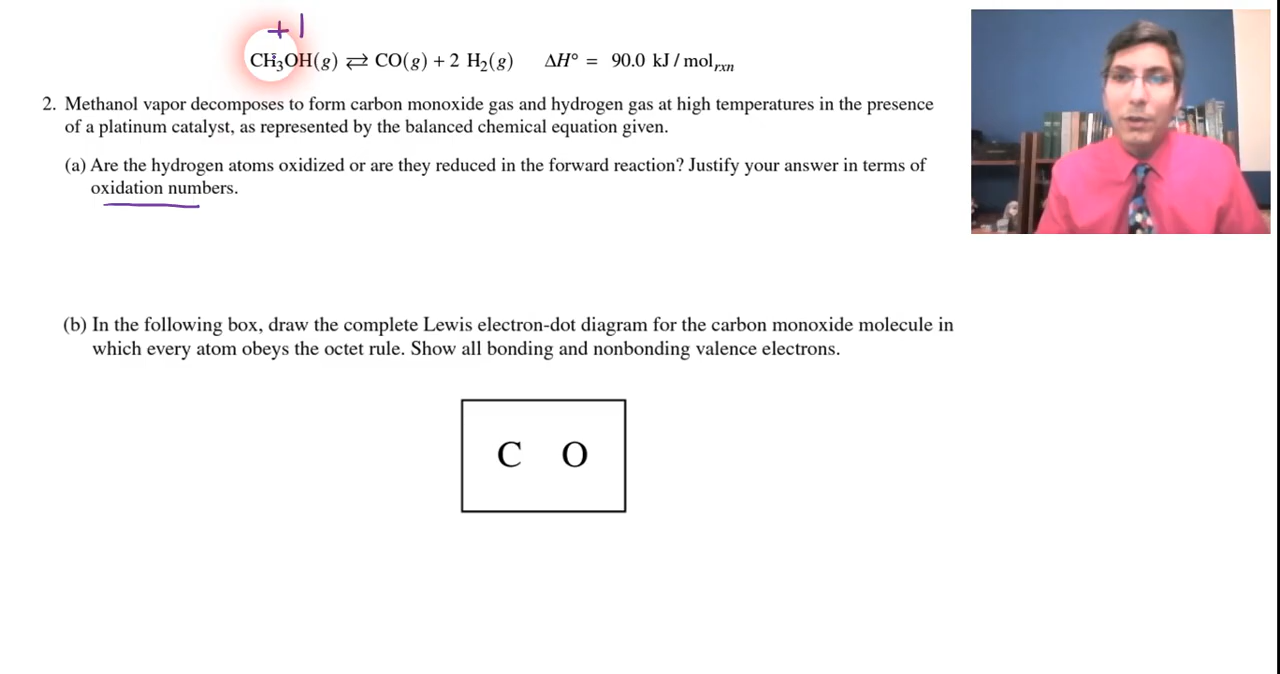 +1
CH₃OH(g) ⇄ CO(g) + 2 H₂(g) ΔH° = 90.0 kJ / molᵣₓₙ
2. Methanol vapor decomposes to form carbon monoxide gas and hydrogen gas at high temperatures in the presence
of a platinum catalyst, as represented by the balanced chemical equation given.
(a) Are the hydrogen atoms oxidized or are they reduced in the forward reaction? Justify your answer in terms of
oxidation numbers.
(b) In the following box, draw the complete Lewis electron-dot diagram for the carbon monoxide molecule in
which every atom obeys the octet rule. Show all bonding and nonbonding valence electrons.
C O